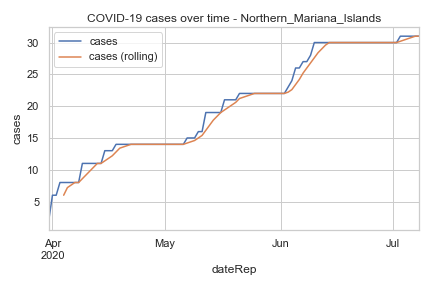 COVID-19 cases over time - Northern_Mariana_Islands
cases
cases (rolling)
30
25
20
15
10
5
cases
Apr
2020
May
Jun
Jul
dateRep